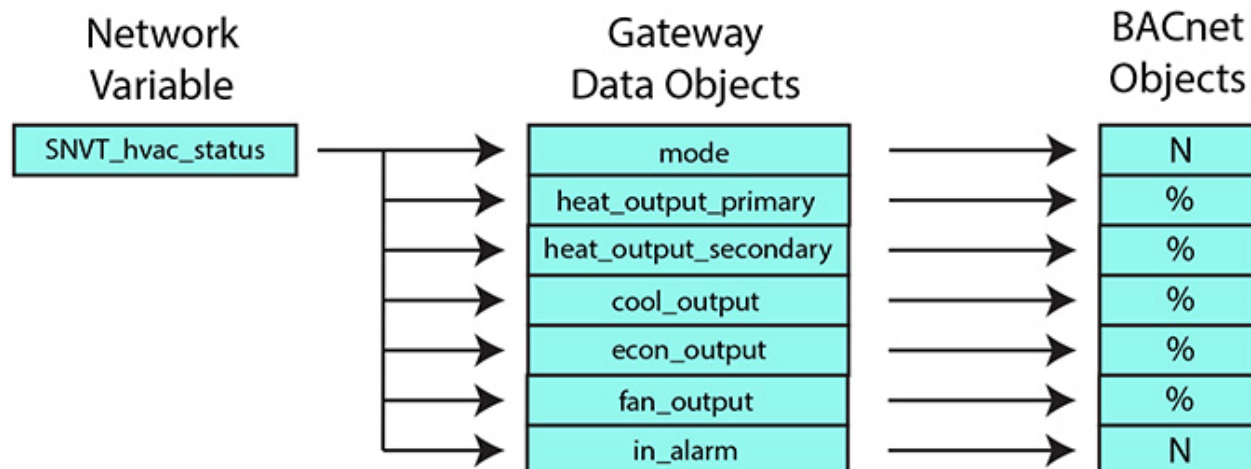 Network
Variable
Gateway
Data Objects
BACnet
Objects
SNVT_hvac_status
mode
N
heat_output_primary
%
heat_output_secondary
%
cool_output
%
econ_output
%
fan_output
%
in_alarm
N